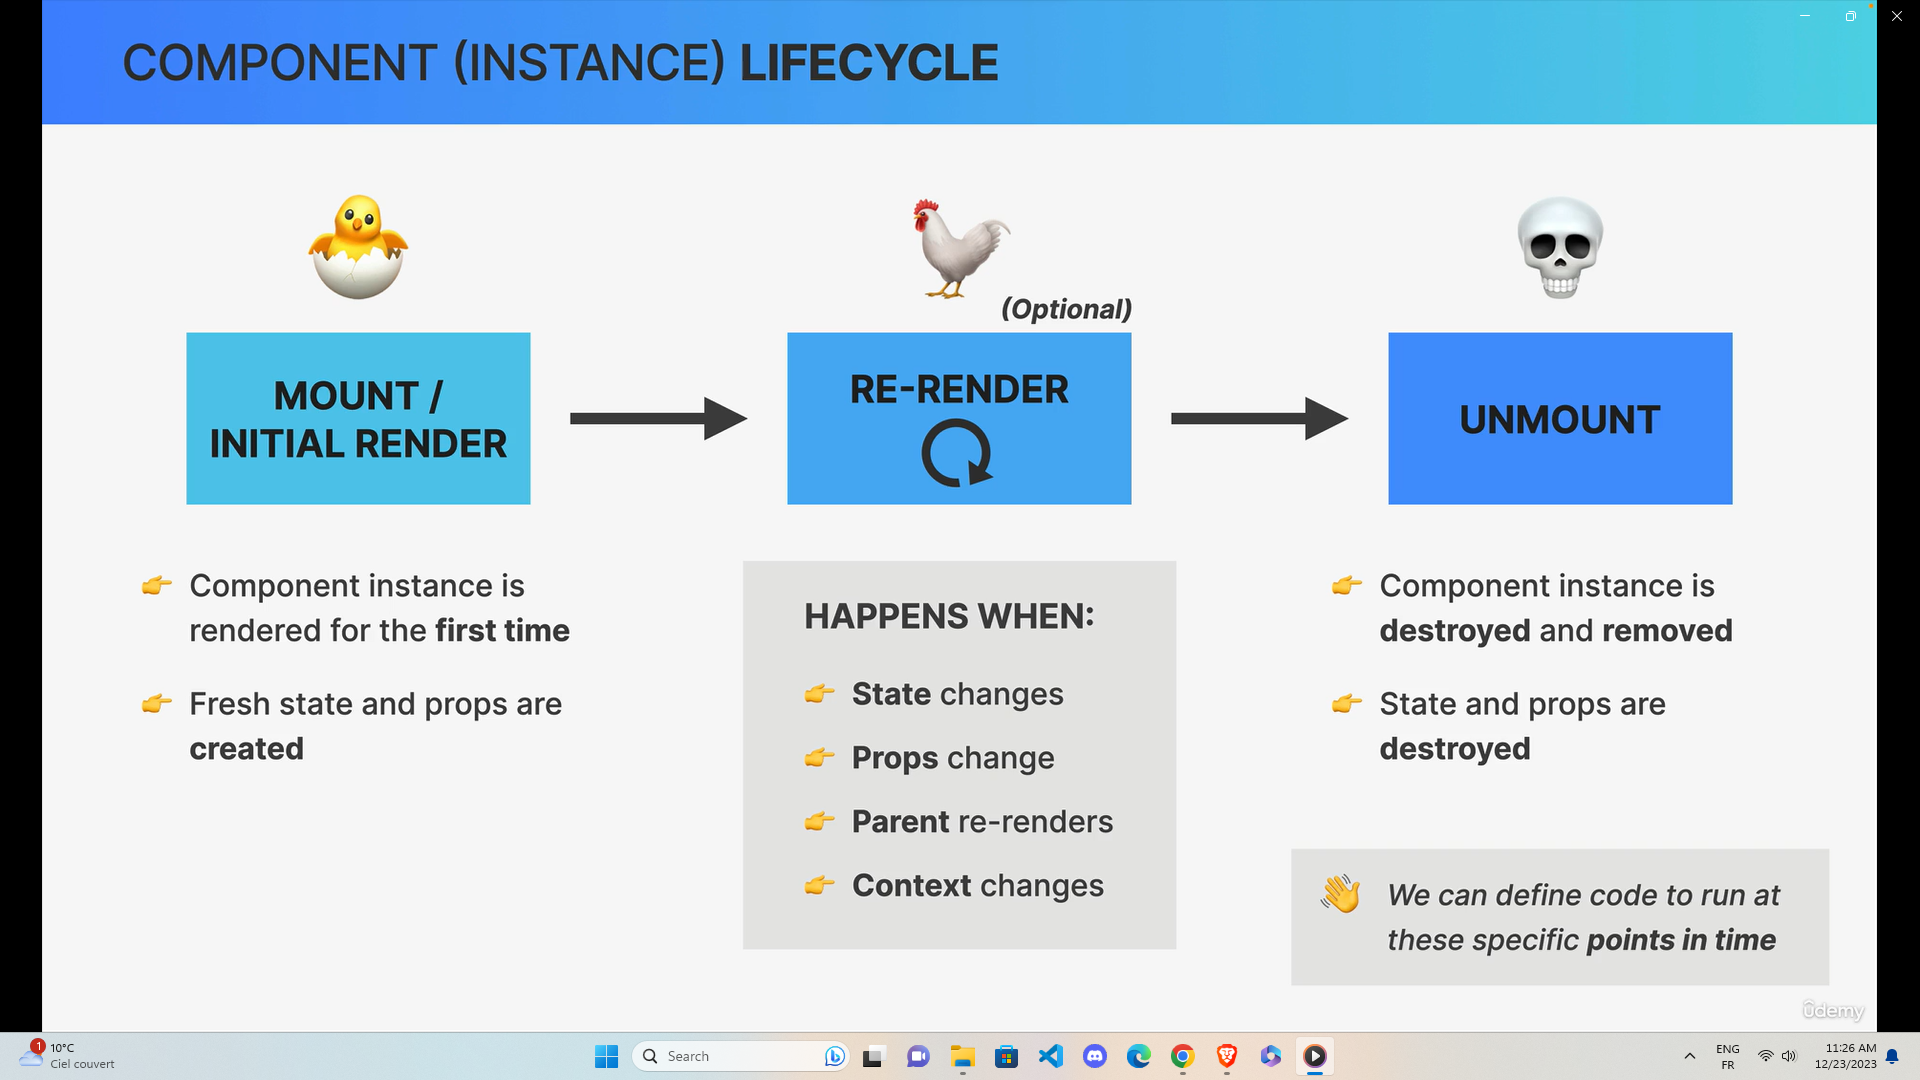 COMPONENT (INSTANCE) LIFECYCLE
(Optional)
MOUNT /
INITIAL RENDER
RE-RENDER
UNMOUNT
Component instance is
rendered for the first time
Fresh state and props are
created
HAPPENS WHEN:
State changes
Props change
Parent re-renders
Context changes
Component instance is
destroyed and removed
State and props are
destroyed
We can define code to run at
these specific points in time
ûdemy
1
10°C
Ciel couvert
Search
ENG
FR
11:26 AM
12/23/2023